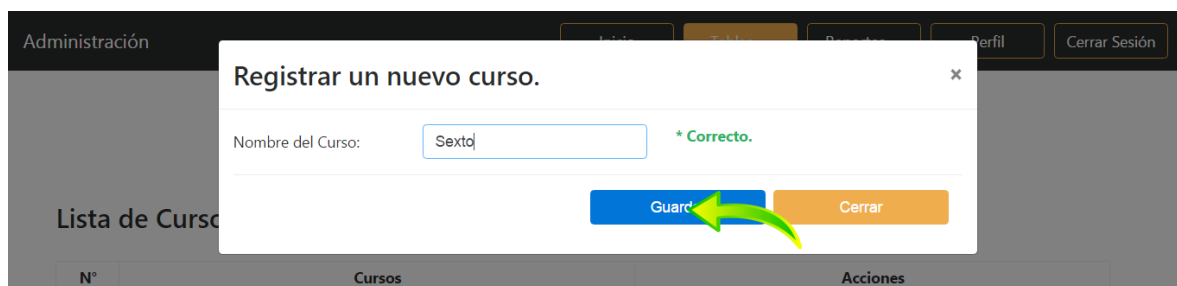 Administración
Perfil
Cerrar Sesión
Registrar un nuevo curso.
×
Nombre del Curso:
Sexto
* Correcto.
Guard
Cerrar
Lista de Curso
N°
Cursos
Acciones